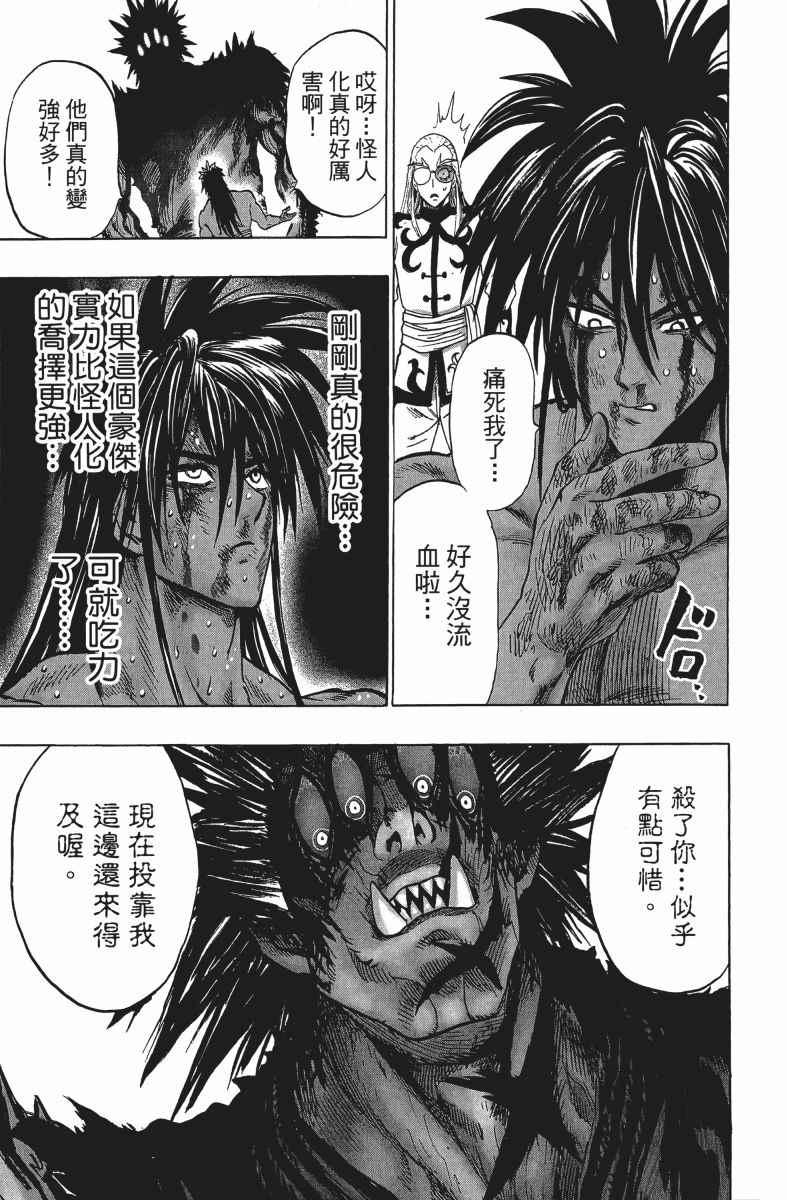 痛死我了…
好久沒流
血啦…
ドロ
哎呀…怪人
化真的好厲
害啊！
他們真的變
強好多！
剛剛真的很危險…
如果這個豪傑
實力比怪人化
的喬擇更強…
可就吃力
了……
殺了你…似乎
有點可惜。
現在投靠我
這邊還來得
及喔。